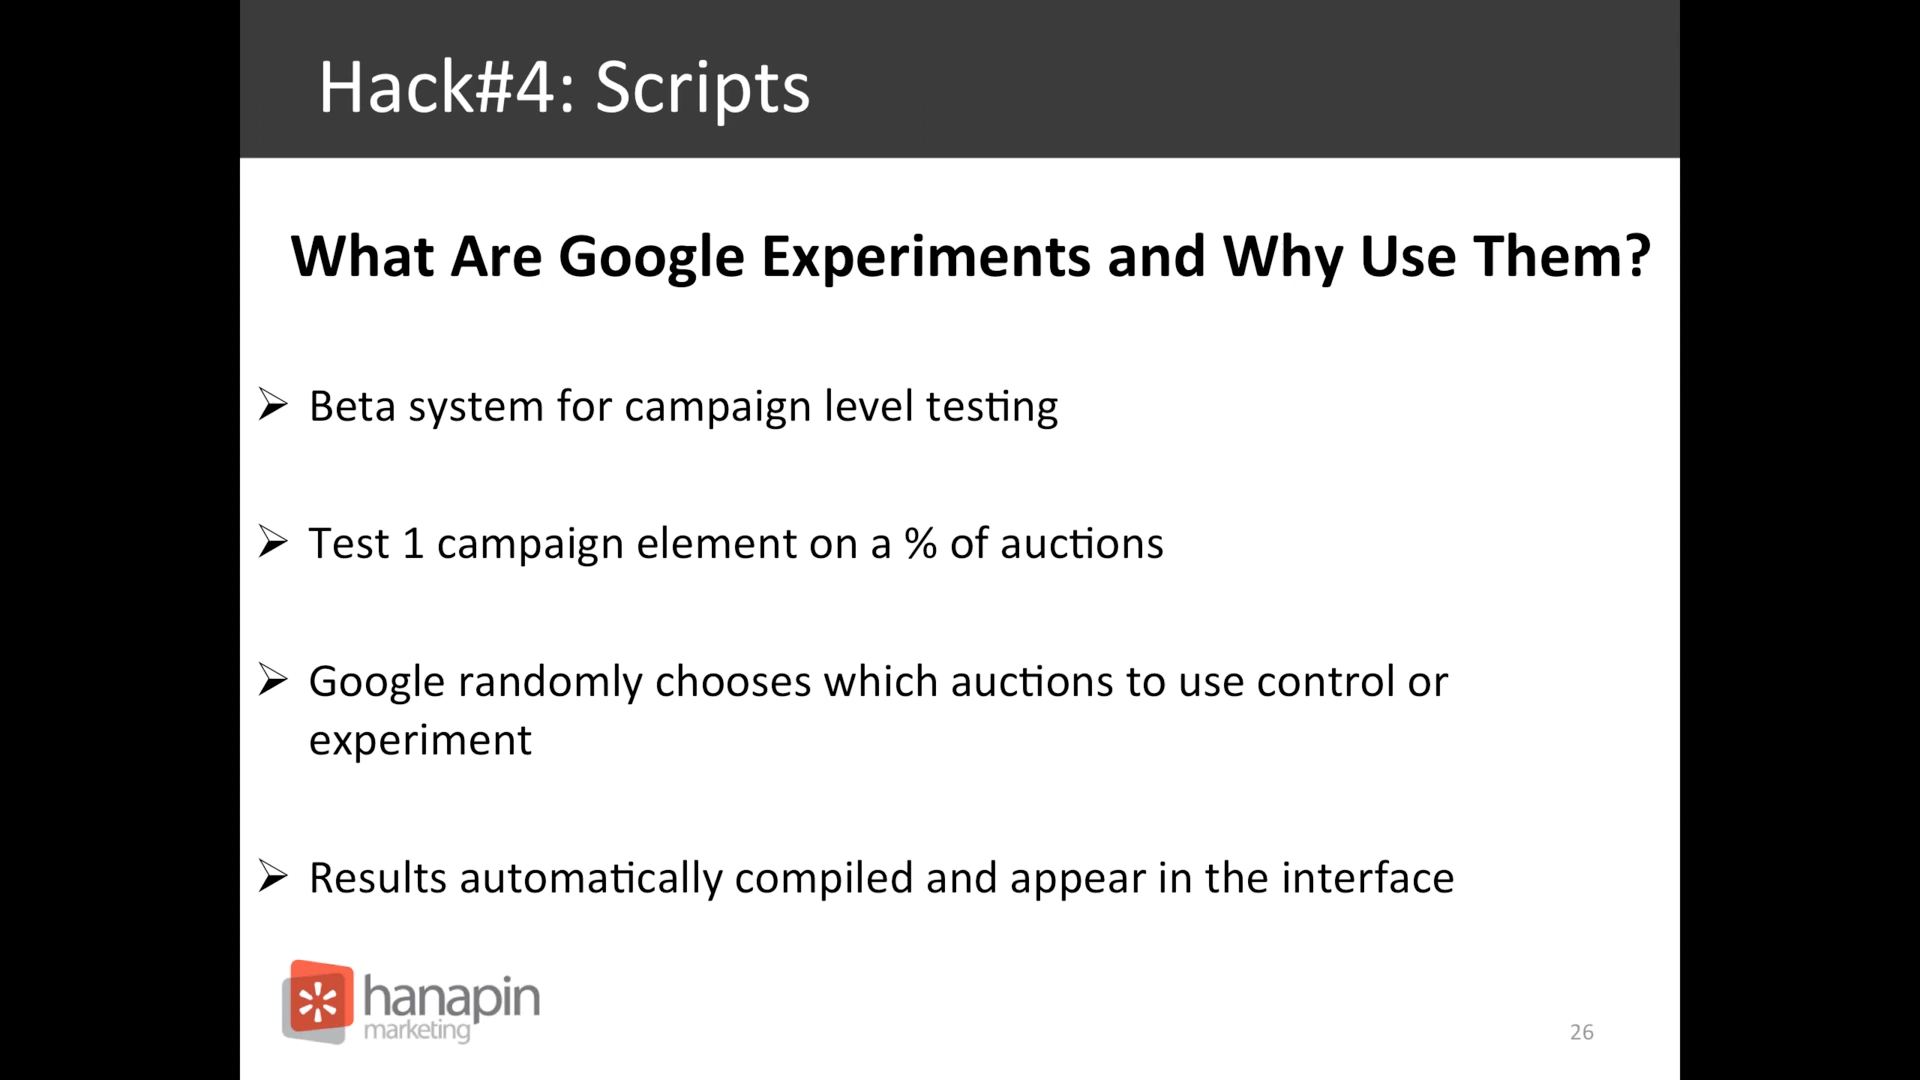 Hack#4: Scripts
What Are Google Experiments and Why Use Them?
➢ Beta system for campaign level testing
➢ Test 1 campaign element on a % of auctions
➢ Google randomly chooses which auctions to use control or
experiment
➢ Results automatically compiled and appear in the interface
hanapin
marketing
26